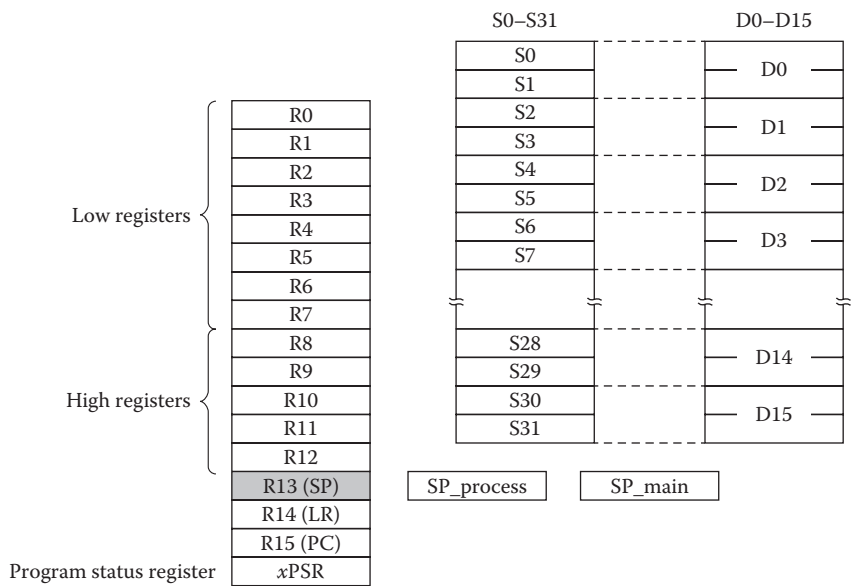 S0–S31
D0–D15
S0
S1
D0
S2
S3
D1
S4
S5
D2
S6
S7
D3
S28
S29
D14
S30
S31
D15
Low registers
R0
R1
R2
R3
R4
R5
R6
R7
High registers
R8
R9
R10
R11
R12
R13 (SP)
SP_process
SP_main
R14 (LR)
R15 (PC)
Program status register
xPSR